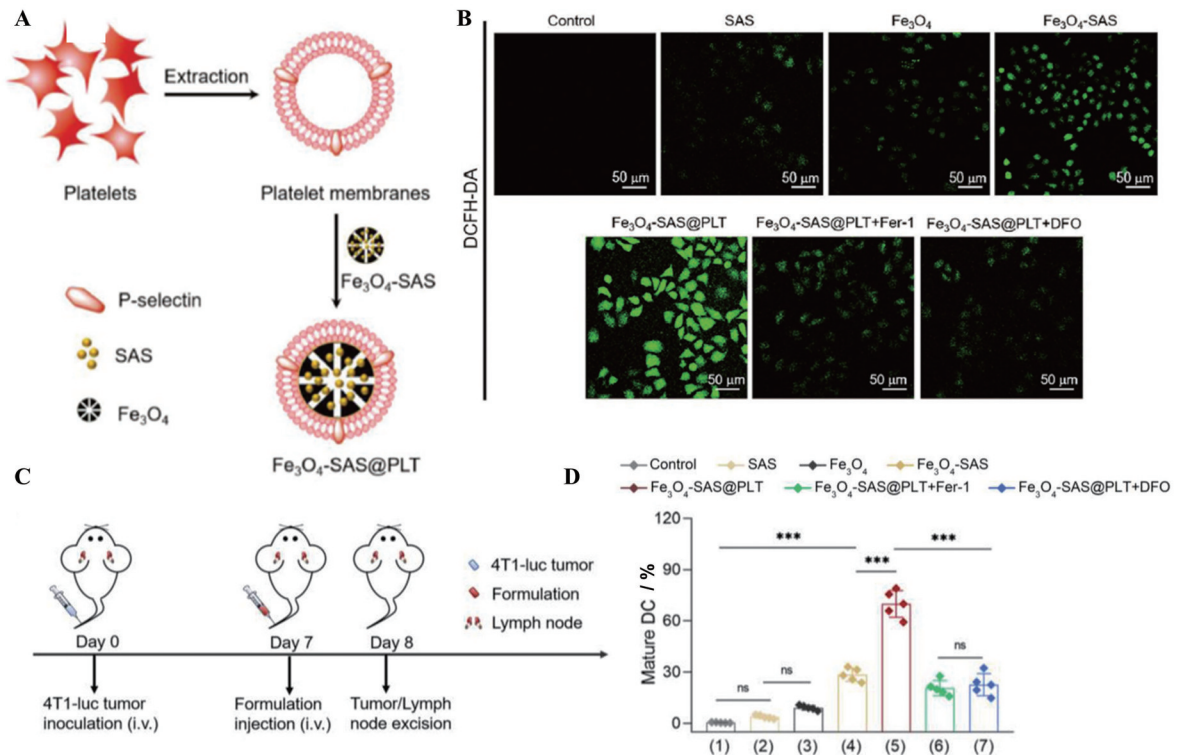 A
Extraction
Platelets
Platelet membranes
Fe₃O₄-SAS
P-selectin
SAS
Fe₃O₄
Fe₃O₄-SAS@PLT
B
Control
SAS
Fe₃O₄
Fe₃O₄-SAS
50 μm
50 μm
50 μm
50 μm
DCFH-DA
Fe₃O₄-SAS@PLT
Fe₃O₄-SAS@PLT+Fer-1
Fe₃O₄-SAS@PLT+DFO
50 μm
50 μm
50 μm
C
4T1-luc tumor
Formulation
Lymph node
Day 0
Day 7
Day 8
4T1-luc tumor
inoculation (i.v.)
Formulation
injection (i.v.)
Tumor/Lymph
node excision
D
Control
SAS
Fe₃O₄
Fe₃O₄-SAS
Fe₃O₄-SAS@PLT
Fe₃O₄-SAS@PLT+Fer-1
Fe₃O₄-SAS@PLT+DFO
Mature DC / %
120
90
60
30
0
***
***
***
ns
ns
ns
(1)
(2)
(3)
(4)
(5)
(6)
(7)